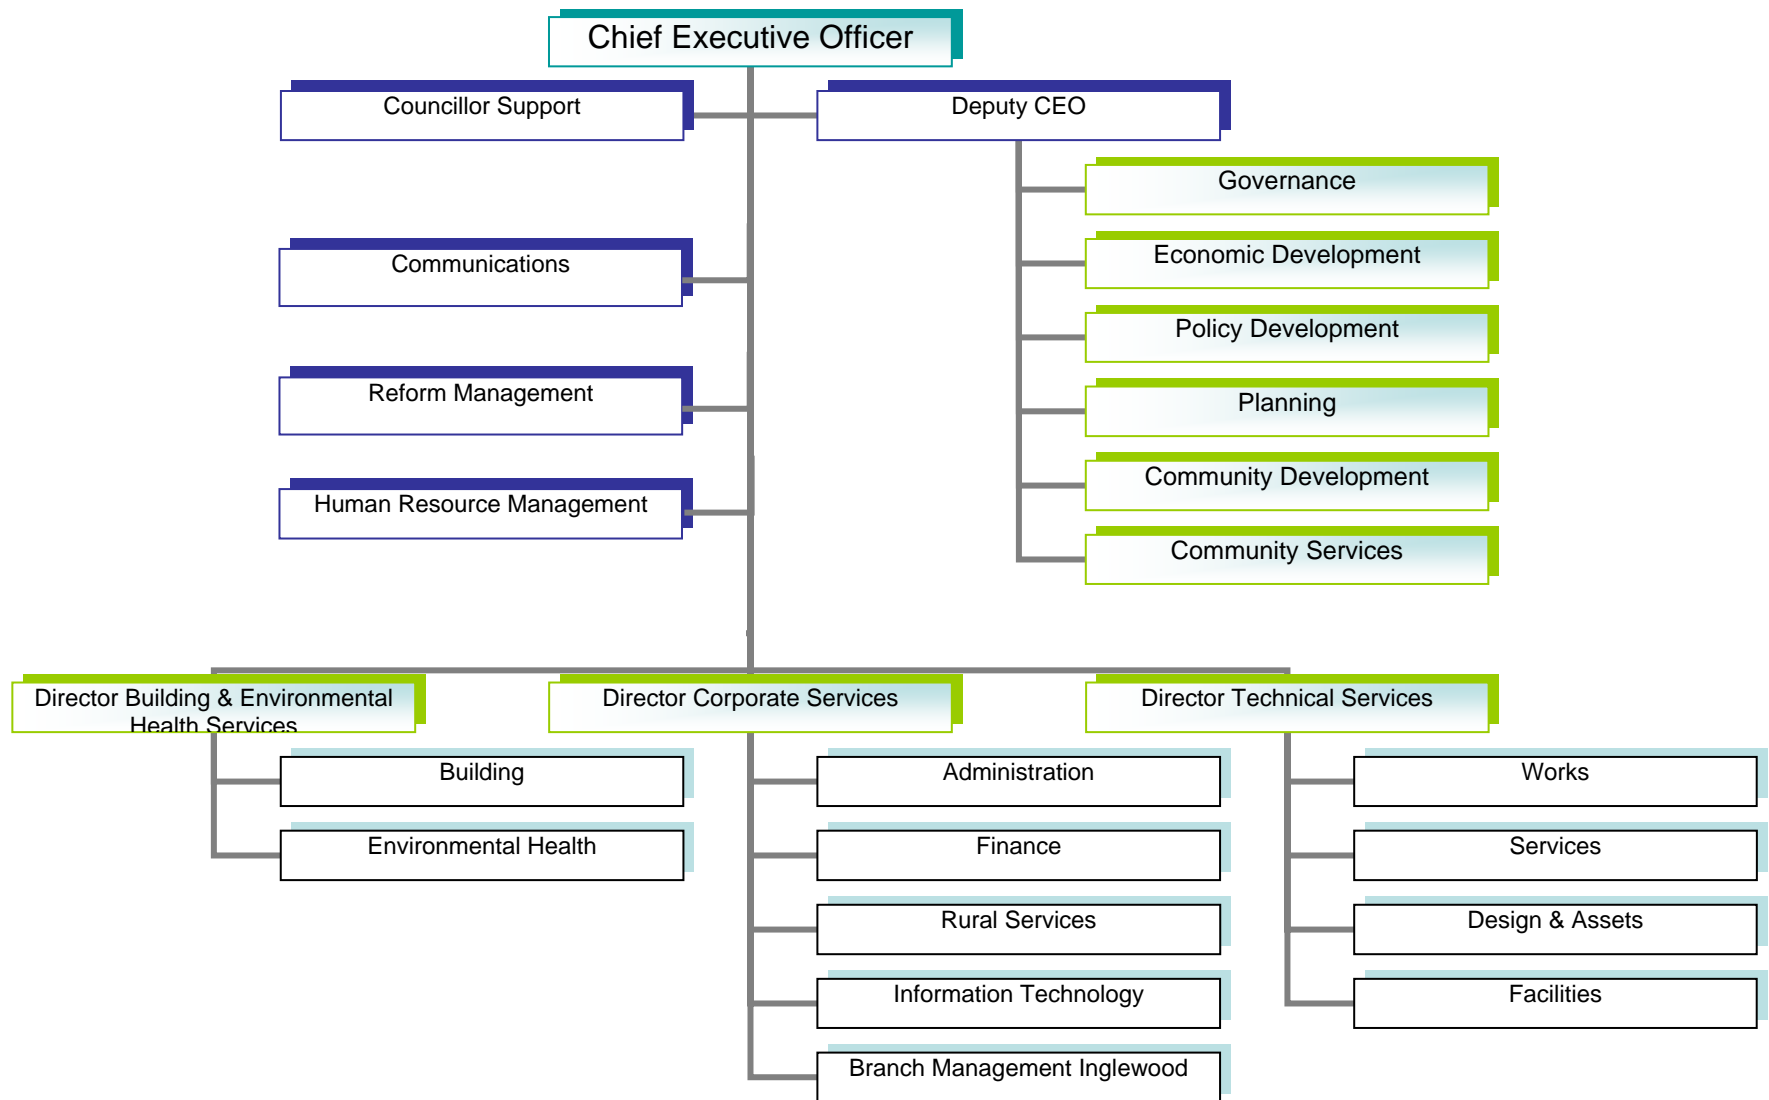 Chief Executive Officer
Councillor Support
Deputy CEO
Governance
Economic Development
Communications
Policy Development
Reform Management
Planning
Community Development
Human Resource Management
Community Services
Director Building & Environmental
Health Services
Director Corporate Services
Director Technical Services
Building
Administration
Works
Environmental Health
Finance
Services
Rural Services
Design & Assets
Information Technology
Facilities
Branch Management Inglewood